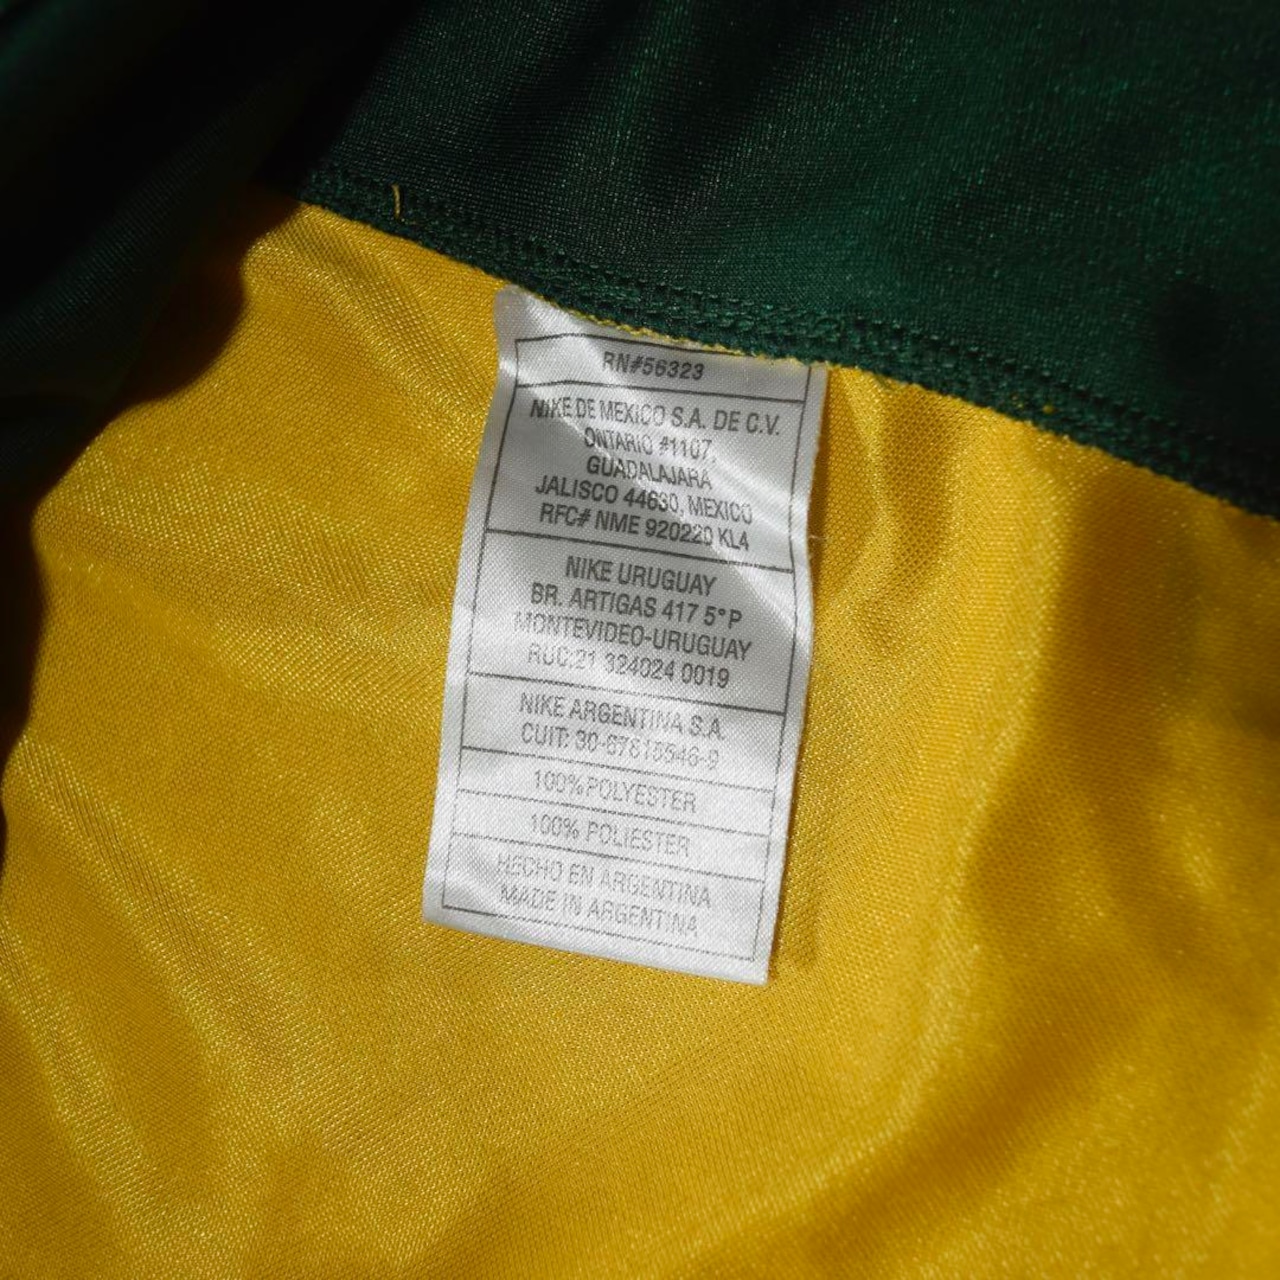 RN#56323
NIKE DE MEXICO S.A. DE C.V.
ONTARIO #1107,
GUADALAJARA
JALISCO 44630, MEXICO
RFC# NME 920220 KL4
NIKE URUGUAY
BR. ARTIGAS 417 5°P
MONTEVIDEO-URUGUAY
RUC:21 324024 0019
NIKE ARGENTINA S.A.
CUIT: 30-67815546-9
100% POLYESTER
100% POLIESTER
HECHO EN ARGENTINA
MADE IN ARGENTINA